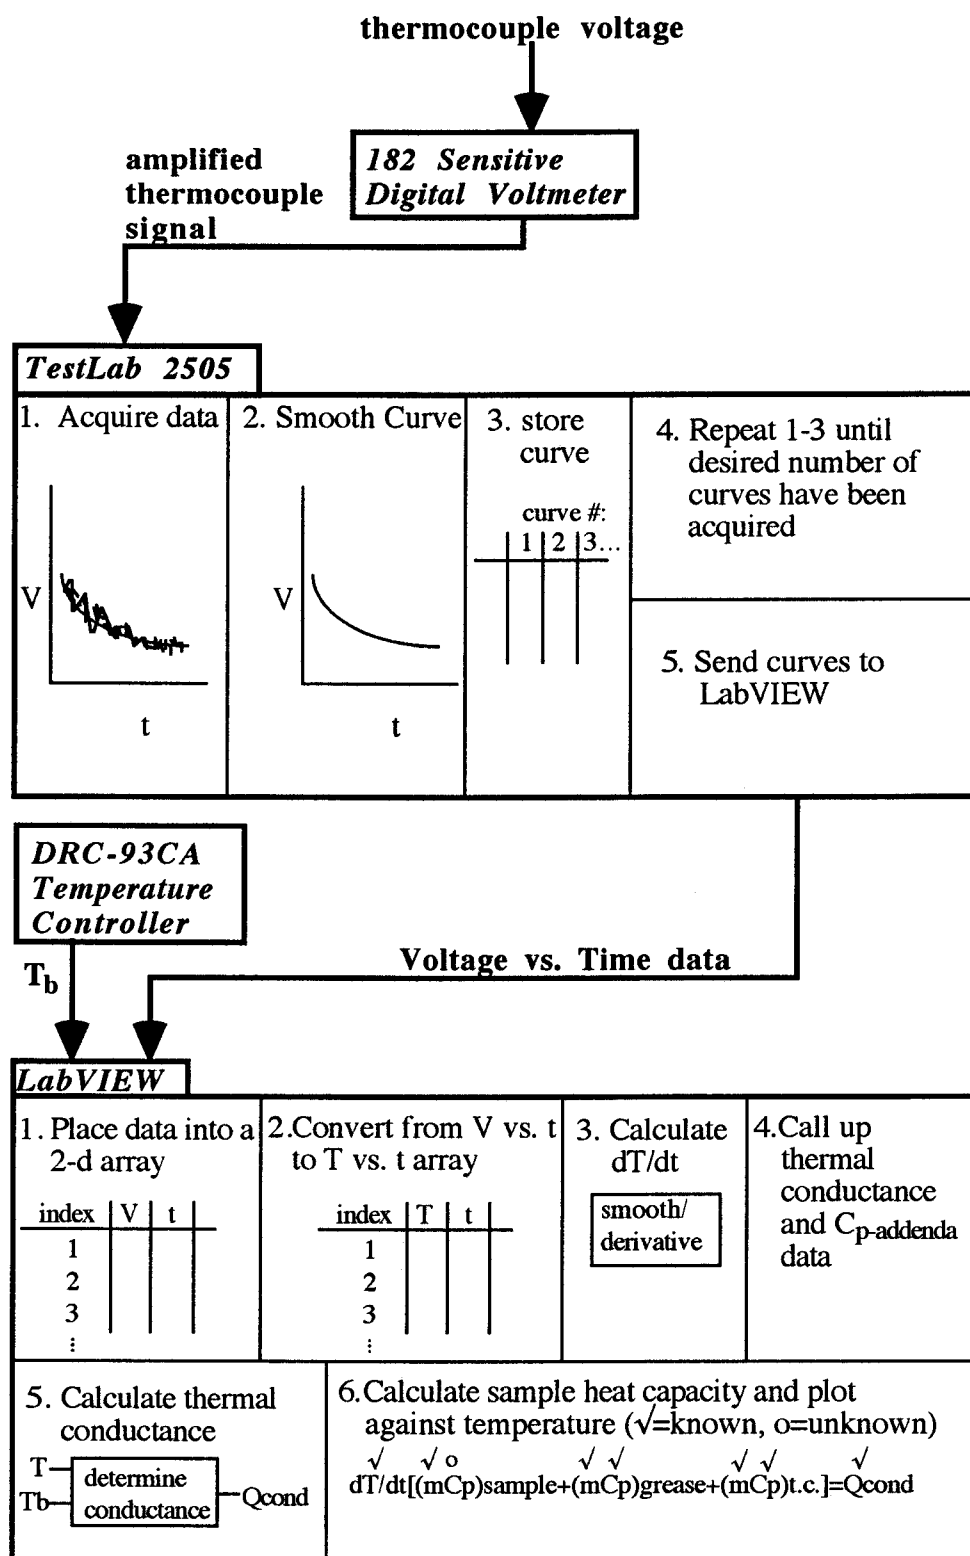 thermocouple voltage
182 Sensitive
Digital Voltmeter
amplified
thermocouple
signal
TestLab 2505
1. Acquire data
V
t
2. Smooth Curve
V
t
3. store
curve
curve #:
1 2 3...
4. Repeat 1-3 until
desired number of
curves have been
acquired
5. Send curves to
LabVIEW
DRC-93CA
Temperature
Controller
Tb
Voltage vs. Time data
LabVIEW
1. Place data into a
2-d array
index V t
1
2
3
⋮
2.Convert from V vs. t
to T vs. t array
index T t
1
2
3
⋮
3. Calculate
dT/dt
smooth/
derivative
4.Call up
thermal
conductance
and Cp-addenda
data
5. Calculate thermal
conductance
T
Tb
determine
conductance
Qcond
6.Calculate sample heat capacity and plot
against temperature (√=known, o=unknown)
√ √ o √ √ √ √ √
dT/dt[(mCp)sample+(mCp)grease+(mCp)t.c.]=Qcond